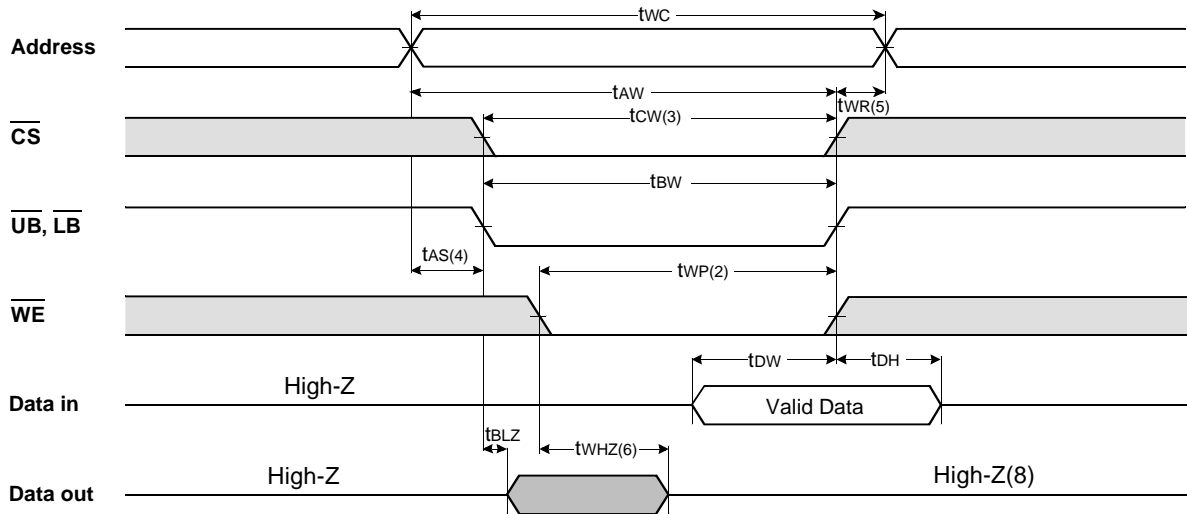 tWC
Address
tAW
tWR(5)
tCW(3)
CS
tBW
UB, LB
tAS(4)
tWP(2)
WE
tDW
tDH
High-Z
Data in
Valid Data
tBLZ
tWHZ(6)
High-Z
High-Z(8)
Data out